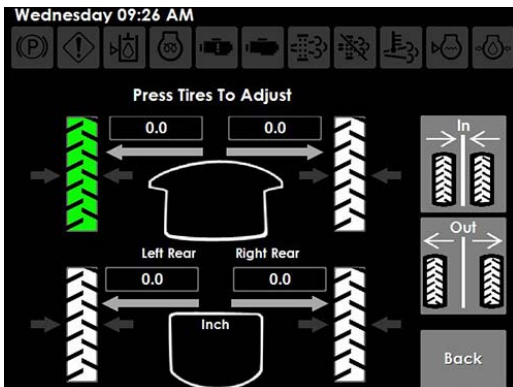 Wednesday 09:26 AM
(P)
Press Tires To Adjust
0.0 0.0
In
Out
Left Rear Right Rear
0.0 0.0
Inch
Back